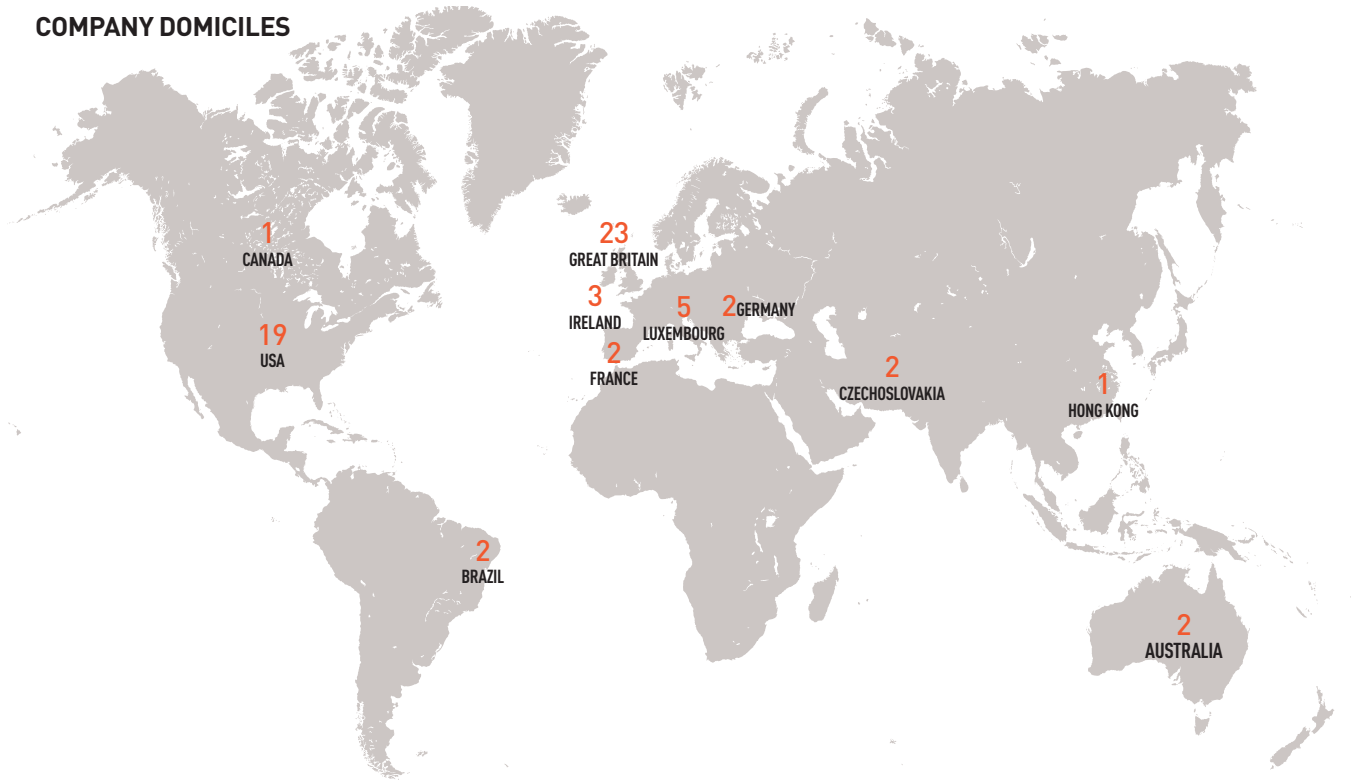 COMPANY DOMICILES
1
CANADA
19
USA
23
GREAT BRITAIN
3
IRELAND
5
LUXEMBOURG
2 GERMANY
2
FRANCE
2
CZECHOSLOVAKIA
1
HONG KONG
2
BRAZIL
2
AUSTRALIA